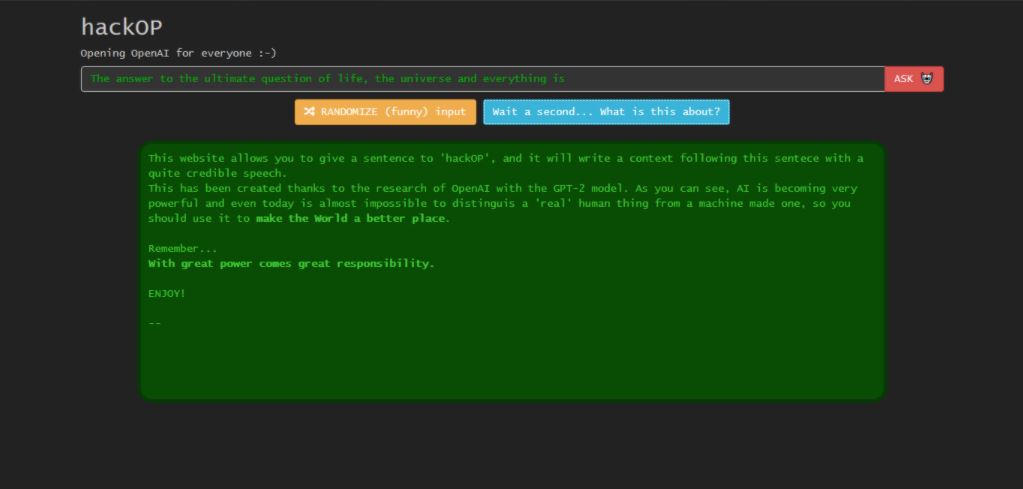 hackOP
Opening OpenAI for everyone :-)
The answer to the ultimate question of life, the universe and everything is
ASK
RANDOMIZE (funny) input
Wait a second... What is this about?
This website allows you to give a sentence to 'hackOP', and it will write a context following this sentece with a
quite credible speech.
This has been created thanks to the research of OpenAI with the GPT-2 model. As you can see, AI is becoming very
powerful and even today is almost impossible to distinguis a 'real' human thing from a machine made one, so you
should use it to make the World a better place.
Remember...
With great power comes great responsibility.
ENJOY!
--